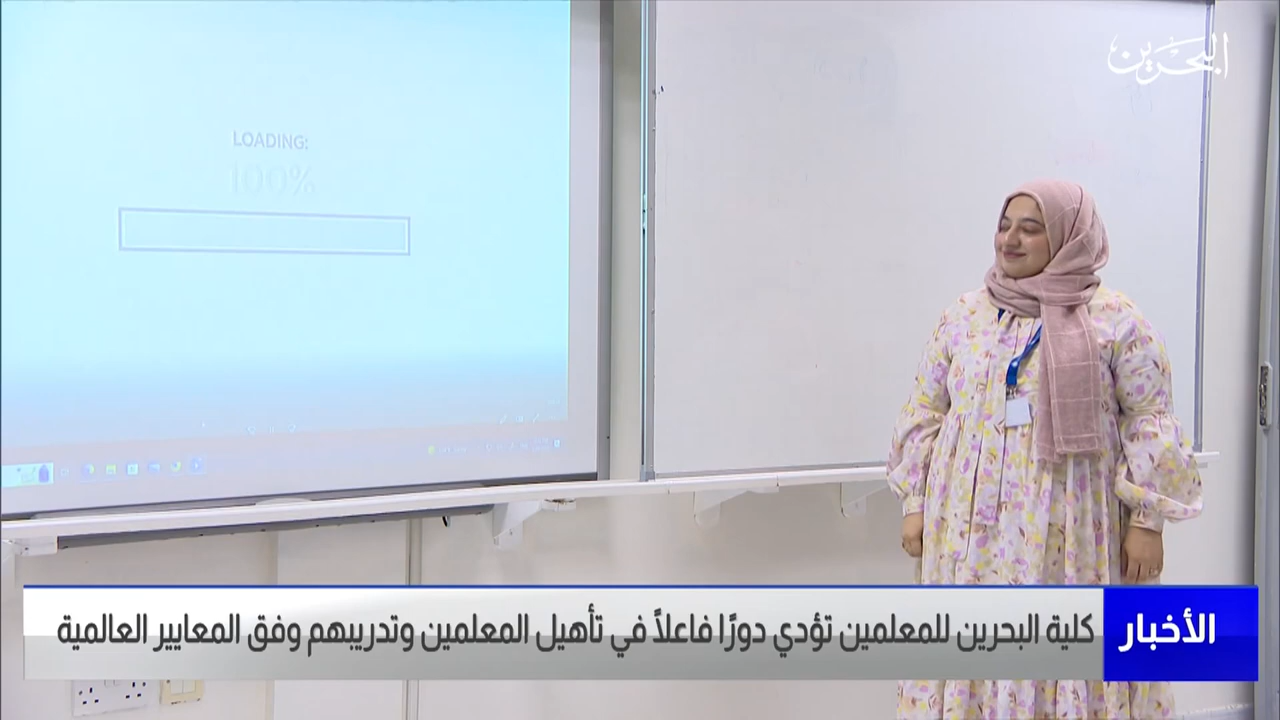 البحرين
LOADING:
100%
الأخبار
كلية البحرين للمعلمين تؤدي دورًا فاعلاً في تأهيل المعلمين وتدريبهم وفق المعايير العالمية